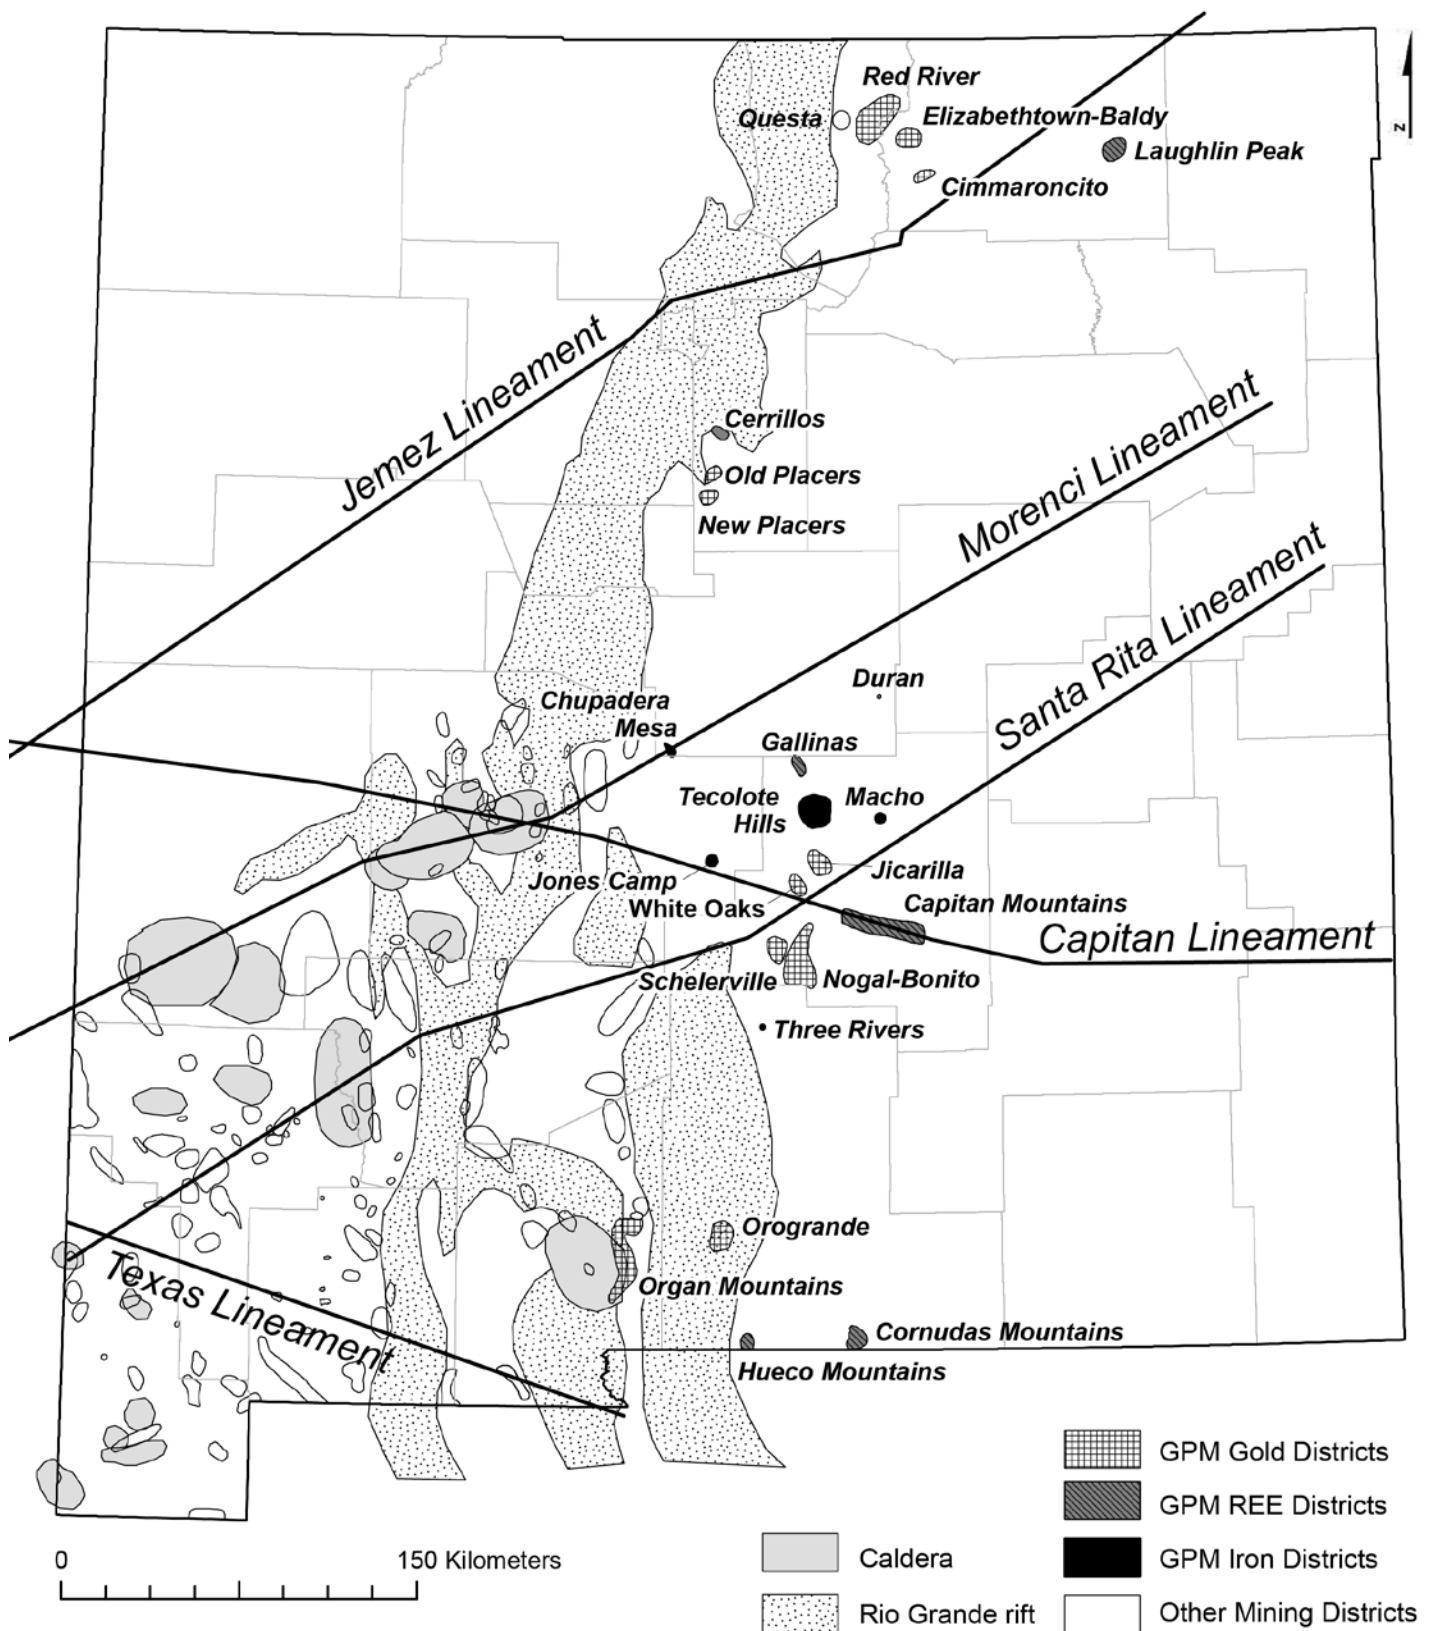 Red River
Questa
Elizabethtown-Baldy
Laughlin Peak
Cimmaroncito
z
Jemez Lineament
Cerrillos
Old Placers
New Placers
Morenci Lineament
Santa Rita Lineament
Duran
Chupadera
Mesa
Gallinas
Tecolote
Hills
Macho
Jones Camp
Jicarilla
White Oaks
Capitan Mountains
Capitan Lineament
Schelerville
Nogal-Bonito
Three Rivers
Orogrande
Organ Mountains
Texas Lineament
Cornudas Mountains
Hueco Mountains
0
150 Kilometers
Caldera
Rio Grande rift
GPM Gold Districts
GPM REE Districts
GPM Iron Districts
Other Mining Districts